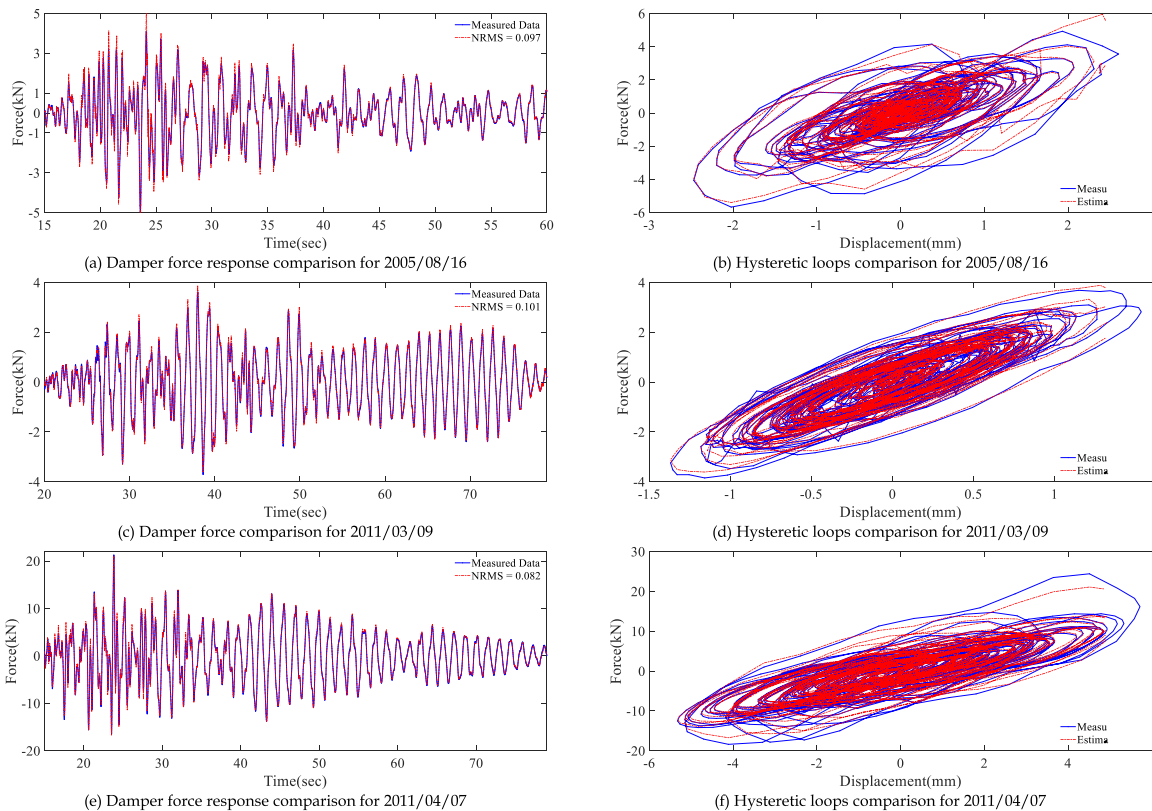 5
3
1
0
-1
-3
-5
Force(kN)
Measured Data
NRMS = 0.097
15 20 25 30 35 40 45 50 55 60
Time(sec)
(a) Damper force response comparison for 2005/08/16
6
4
2
0
-2
-4
-6
Force(kN)
Measu
Estima
-3 -2 -1 0 1 2
Displacement(mm)
(b) Hysteretic loops comparison for 2005/08/16
4
2
0
-2
-4
Force(kN)
Measured Data
NRMS = 0.101
20 30 40 50 60 70
Time(sec)
(c) Damper force comparison for 2011/03/09
4
2
0
-2
-4
Force(kN)
Measu
Estima
-1.5 -1 -0.5 0 0.5 1
Displacement(mm)
(d) Hysteretic loops comparison for 2011/03/09
20
10
0
-10
-20
Force(kN)
Measured Data
NRMS = 0.082
20 30 40 50 60 70
Time(sec)
(e) Damper force response comparison for 2011/04/07
30
20
10
0
-10
-20
Force(kN)
Measu
Estima
-6 -4 -2 0 2 4
Displacement(mm)
(f) Hysteretic loops comparison for 2011/04/07